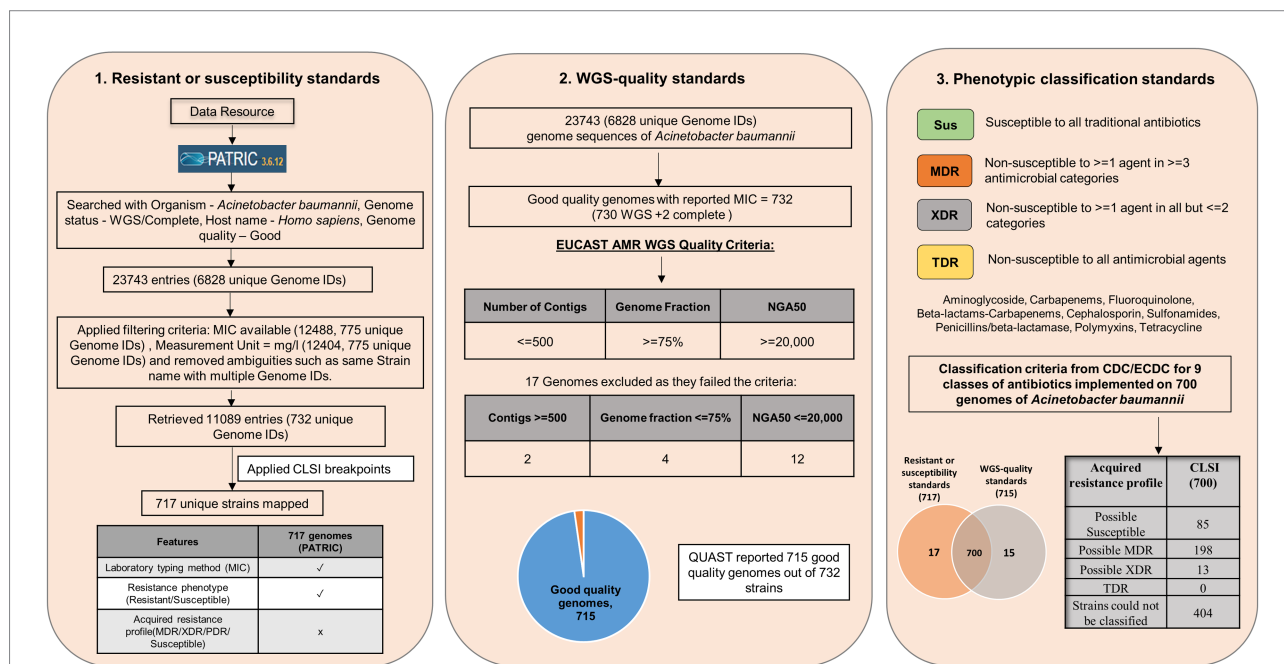 1. Resistant or susceptibility standards
Data Resource
PATRIC 3.6.12
Searched with Organism - Acinetobacter baumannii, Genome
status - WGS/Complete, Host name - Homo sapiens, Genome
quality – Good
23743 entries (6828 unique Genome IDs)
Applied filtering criteria: MIC available (12488, 775 unique
Genome IDs) , Measurement Unit = mg/l (12404, 775 unique
Genome IDs) and removed ambiguities such as same Strain
name with multiple Genome IDs.
Retrieved 11089 entries (732 unique
Genome IDs)
Applied CLSI breakpoints
717 unique strains mapped
Features
717 genomes
(PATRIC)
Laboratory typing method (MIC)
✓
Resistance phenotype
(Resistant/Susceptible)
✓
Acquired resistance
profile(MDR/XDR/PDR/
Susceptible)
x
2. WGS-quality standards
23743 (6828 unique Genome IDs)
genome sequences of Acinetobacter baumannii
Good quality genomes with reported MIC = 732
(730 WGS +2 complete )
EUCAST AMR WGS Quality Criteria:
Number of Contigs
Genome Fraction
NGA50
<=500
>=75%
>=20,000
17 Genomes excluded as they failed the criteria:
Contigs >=500
Genome fraction <=75%
NGA50 <=20,000
2
4
12
Good quality
genomes,
715
QUAST reported 715 good
quality genomes out of 732
strains
3. Phenotypic classification standards
Sus
Susceptible to all traditional antibiotics
MDR
Non-susceptible to >=1 agent in >=3
antimicrobial categories
XDR
Non-susceptible to >=1 agent in all but <=2
categories
TDR
Non-susceptible to all antimicrobial agents
Aminoglycoside, Carbapenems, Fluoroquinolone,
Beta-lactams-Carbapenems, Cephalosporin, Sulfonamides,
Penicillins/beta-lactamase, Polymyxins, Tetracycline
Classification criteria from CDC/ECDC for 9
classes of antibiotics implemented on 700
genomes of Acinetobacter baumannii
Resistant or
susceptibility
standards
(717)
WGS-quality
standards
(715)
17
700
15
Acquired
resistance profile
CLSI
(700)
Possible
Susceptible
85
Possible MDR
198
Possible XDR
13
TDR
0
Strains could not
be classified
404